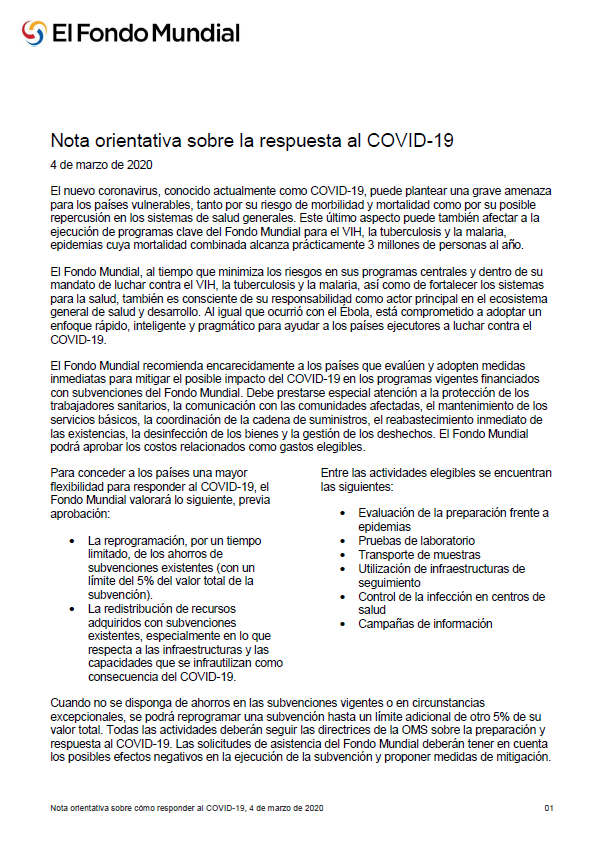 El Fondo Mundial
Nota orientativa sobre la respuesta al COVID-19
4 de marzo de 2020
El nuevo coronavirus, conocido actualmente como COVID-19, puede plantear una grave amenaza
para los países vulnerables, tanto por su riesgo de morbilidad y mortalidad como por su posible
repercusión en los sistemas de salud generales. Este último aspecto puede también afectar a la
ejecución de programas clave del Fondo Mundial para el VIH, la tuberculosis y la malaria,
epidemias cuya mortalidad combinada alcanza prácticamente 3 millones de personas al año.
El Fondo Mundial, al tiempo que minimiza los riesgos en sus programas centrales y dentro de su
mandato de luchar contra el VIH, la tuberculosis y la malaria, así como de fortalecer los sistemas
para la salud, también es consciente de su responsabilidad como actor principal en el ecosistema
general de salud y desarrollo. Al igual que ocurrió con el Ébola, está comprometido a adoptar un
enfoque rápido, inteligente y pragmático para ayudar a los países ejecutores a luchar contra el
COVID-19.
El Fondo Mundial recomienda encarecidamente a los países que evalúen y adopten medidas
inmediatas para mitigar el posible impacto del COVID-19 en los programas vigentes financiados
con subvenciones del Fondo Mundial. Debe prestarse especial atención a la protección de los
trabajadores sanitarios, la comunicación con las comunidades afectadas, el mantenimiento de los
servicios básicos, la coordinación de la cadena de suministros, el reabastecimiento inmediato de
las existencias, la desinfección de los bienes y la gestión de los deshechos. El Fondo Mundial
podrá aprobar los costos relacionados como gastos elegibles.
Para conceder a los países una mayor
flexibilidad para responder al COVID-19, el
Fondo Mundial valorará lo siguiente, previa
aprobación:
• La reprogramación, por un tiempo
limitado, de los ahorros de
subvenciones existentes (con un
límite del 5% del valor total de la
subvención).
• La redistribución de recursos
adquiridos con subvenciones
existentes, especialmente en lo que
respecta a las infraestructuras y las
capacidades que se infrautilizan como
consecuencia del COVID-19.
Entre las actividades elegibles se encuentran
las siguientes:
• Evaluación de la preparación frente a
epidemias
• Pruebas de laboratorio
• Transporte de muestras
• Utilización de infraestructuras de
seguimiento
• Control de la infección en centros de
salud
• Campañas de información
Cuando no se disponga de ahorros en las subvenciones vigentes o en circunstancias
excepcionales, se podrá reprogramar una subvención hasta un límite adicional de otro 5% de su
valor total. Todas las actividades deberán seguir las directrices de la OMS sobre la preparación y
respuesta al COVID-19. Las solicitudes de asistencia del Fondo Mundial deberán tener en cuenta
los posibles efectos negativos en la ejecución de la subvención y proponer medidas de mitigación.
Nota orientativa sobre cómo responder al COVID-19, 4 de marzo de 2020 01